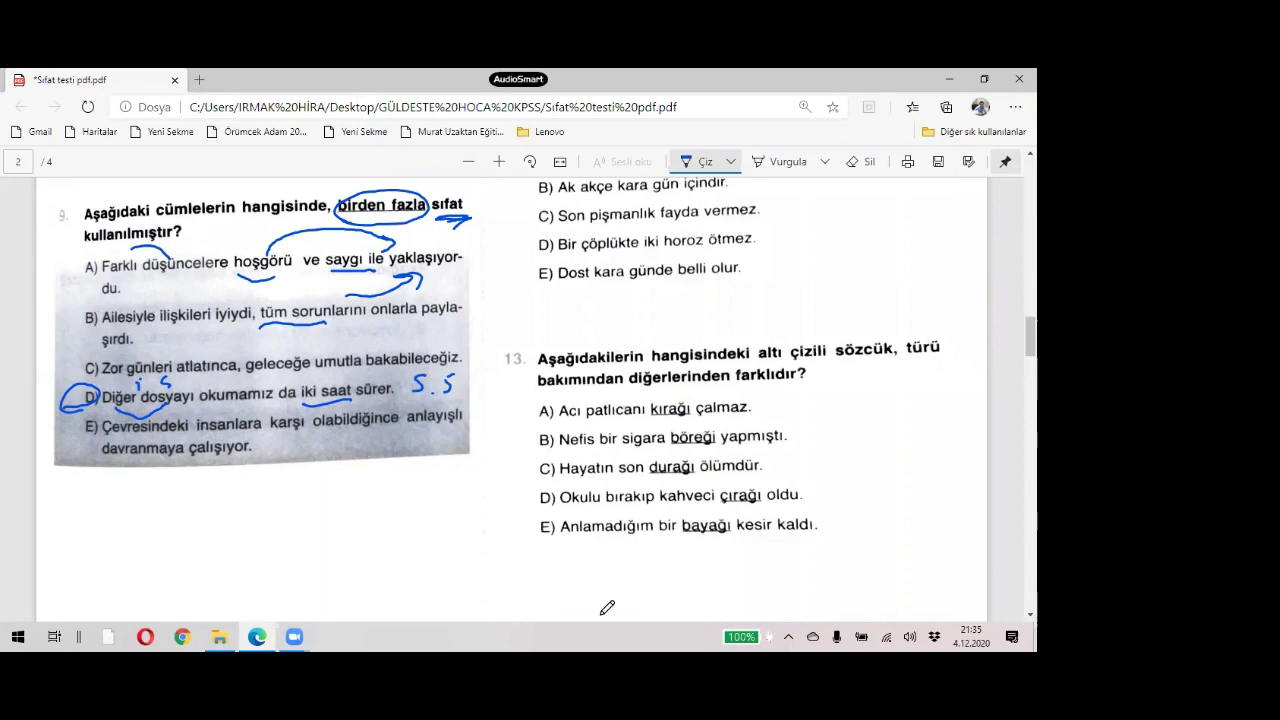 *Sıfat testi pdf.pdf
AudioSmart
Dosya
C:/Users/IRMAK%20HİRA/Desktop/GÜLDESTE%20HOCA%20KPSS/Sıfat%20testi%20pdf.pdf
Gmail
Haritalar
Yeni Sekme
Örümcek Adam 20...
Yeni Sekme
Murat Uzaktan Eğiti...
Lenovo
Diğer sık kullanılanlar
2 / 4
Sesli oku
Çiz
Vurgula
Sil
9. Aşağıdaki cümlelerin hangisinde, birden fazla sıfat
kullanılmıştır?
A) Farklı düşüncelere hoşgörü ve saygı ile yaklaşıyor-
du.
B) Ailesiyle ilişkileri iyiydi, tüm sorunlarını onlarla payla-
şırdı.
C) Zor günleri atlatınca, geleceğe umutla bakabileceğiz.
i s
D) Diğer dosyayı okumamız da iki saat sürer. S.S
E) Çevresindeki insanlara karşı olabildiğince anlayışlı
davranmaya çalışıyor.
B) Ak akçe kara gün içindir.
C) Son pişmanlık fayda vermez.
D) Bir çöplükte iki horoz ötmez.
E) Dost kara günde belli olur.
13. Aşağıdakilerin hangisindeki altı çizili sözcük, türü
bakımından diğerlerinden farklıdır?
A) Acı patlıcanı kırağı çalmaz.
B) Nefis bir sigara böreği yapmıştı.
C) Hayatın son durağı ölümdür.
D) Okulu bırakıp kahveci çırağı oldu.
E) Anlamadığım bir bayağı kesir kaldı.
100%
21:35
4.12.2020